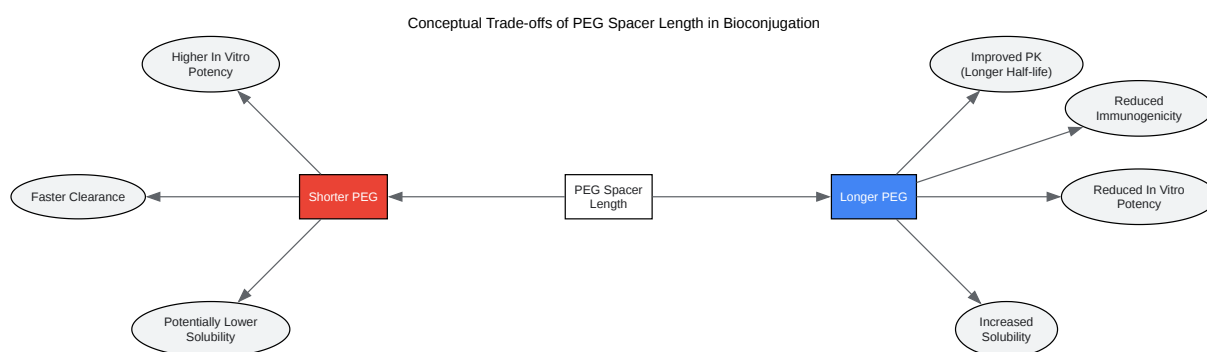 Conceptual Trade-offs of PEG Spacer Length in Bioconjugation
Higher In Vitro
Potency
Faster Clearance
Potentially Lower
Solubility
Shorter PEG
PEG Spacer
Length
Longer PEG
Improved PK
(Longer Half-life)
Reduced
Immunogenicity
Reduced In Vitro
Potency
Increased
Solubility